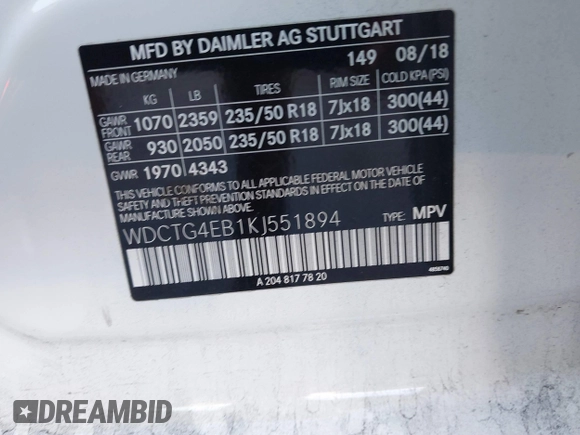 MFD BY DAIMLER AG STUTTGART
149 08/18
MADE IN GERMANY
KG LB TIRES RIM SIZE COLD KPA(PSI)
GAWR FRONT 1070 2359 235/50 R18 7Jx18 300(44)
GAWR REAR 930 2050 235/50 R18 7Jx18 300(44)
GVWR 1970 4343
THIS VEHICLE CONFORMS TO ALL APPLICABLE FEDERAL MOTOR VEHICLE
SAFETY AND THEFT PREVENTION STANDARDS IN EFFECT ON THE DATE
OF MANUFACTURE SHOWN ABOVE.
WDCTG4EB1KJ551894 TYPE: MPV
A 204 817 78 20
DREAMBID